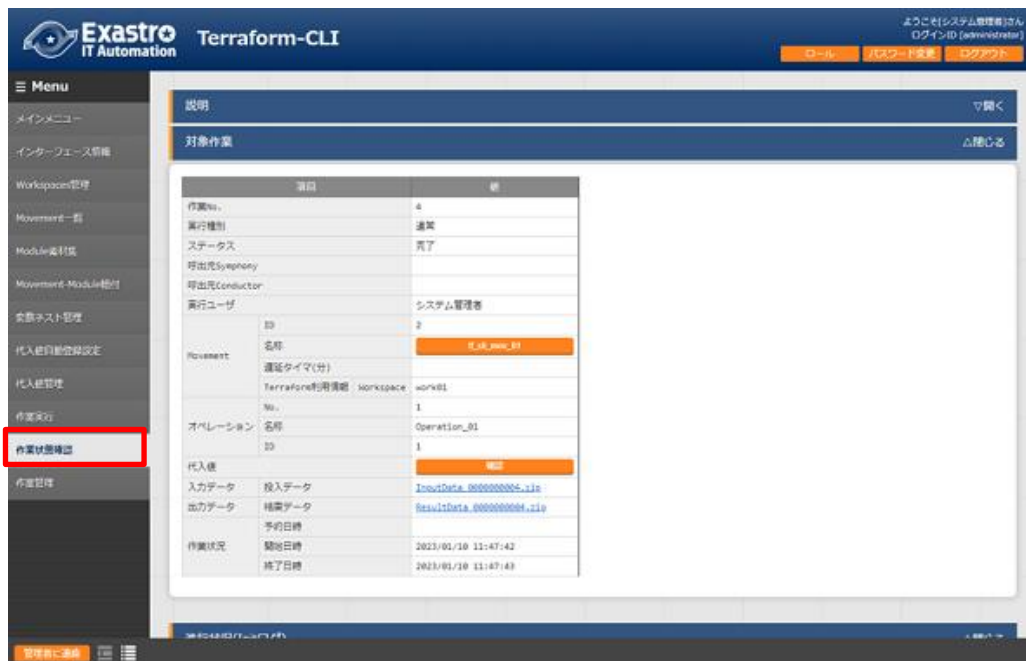 Exastro
IT Automation
Terraform-CLI
ようこそ[システム管理者]さん
ログインID [administrator]
ロール
パスワード変更
ログアウト
Menu
メインメニュー
インターフェース情報
Workspaces管理
Movement一覧
Module素材集
Movement-Module紐付
変数ネスト管理
代入値自動登録設定
代入値管理
作業実行
作業状態確認
作業管理
説明 ▽開く
対象作業 △閉じる
項目 値
作業No. 4
実行種別 通常
ステータス 完了
呼出元Symphony
呼出元Conductor
実行ユーザ システム管理者
Movement
ID 2
名称
遅延タイマ(分)
Terraform利用情報 Workspace work01
オペレーション
No. 1
名称 Operation_01
ID 1
代入値 確認
入力データ 投入データ InputData_0000000004.zip
出力データ 結果データ ResultData_0000000004.zip
作業状況
予約日時
開始日時 2023/01/10 11:47:42
終了日時 2023/01/10 11:47:43
管理者に連絡